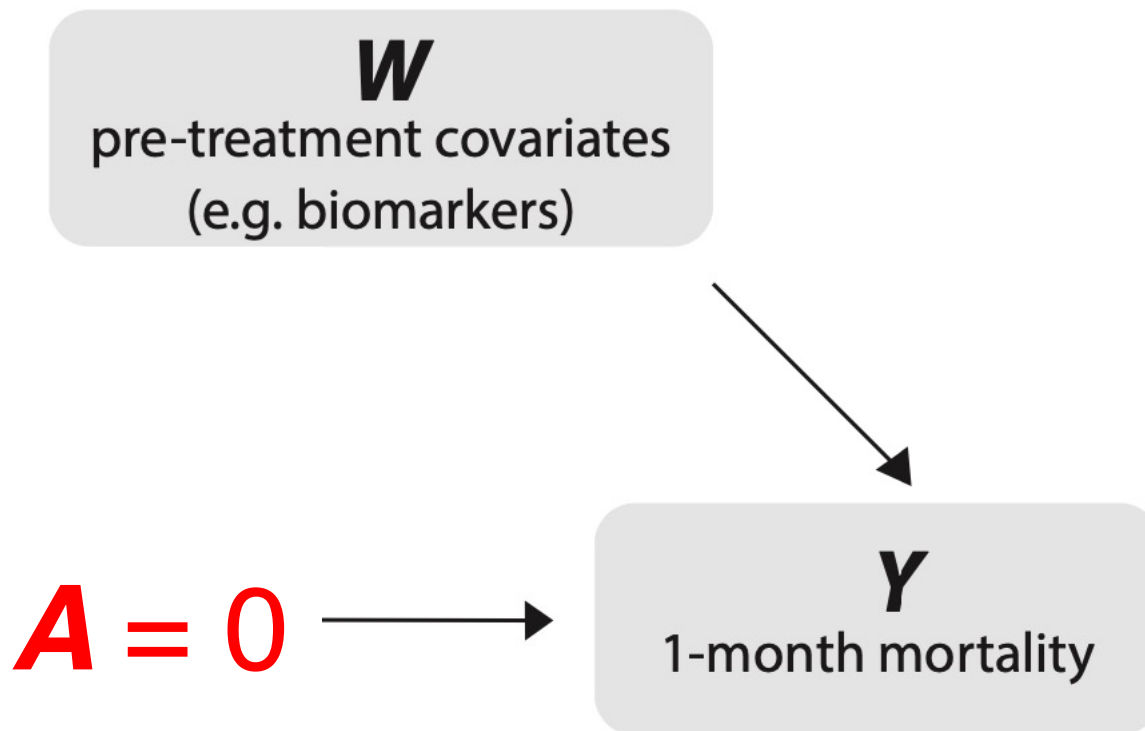 W
pre-treatment covariates
(e.g. biomarkers)
A = 0
Y
1-month mortality